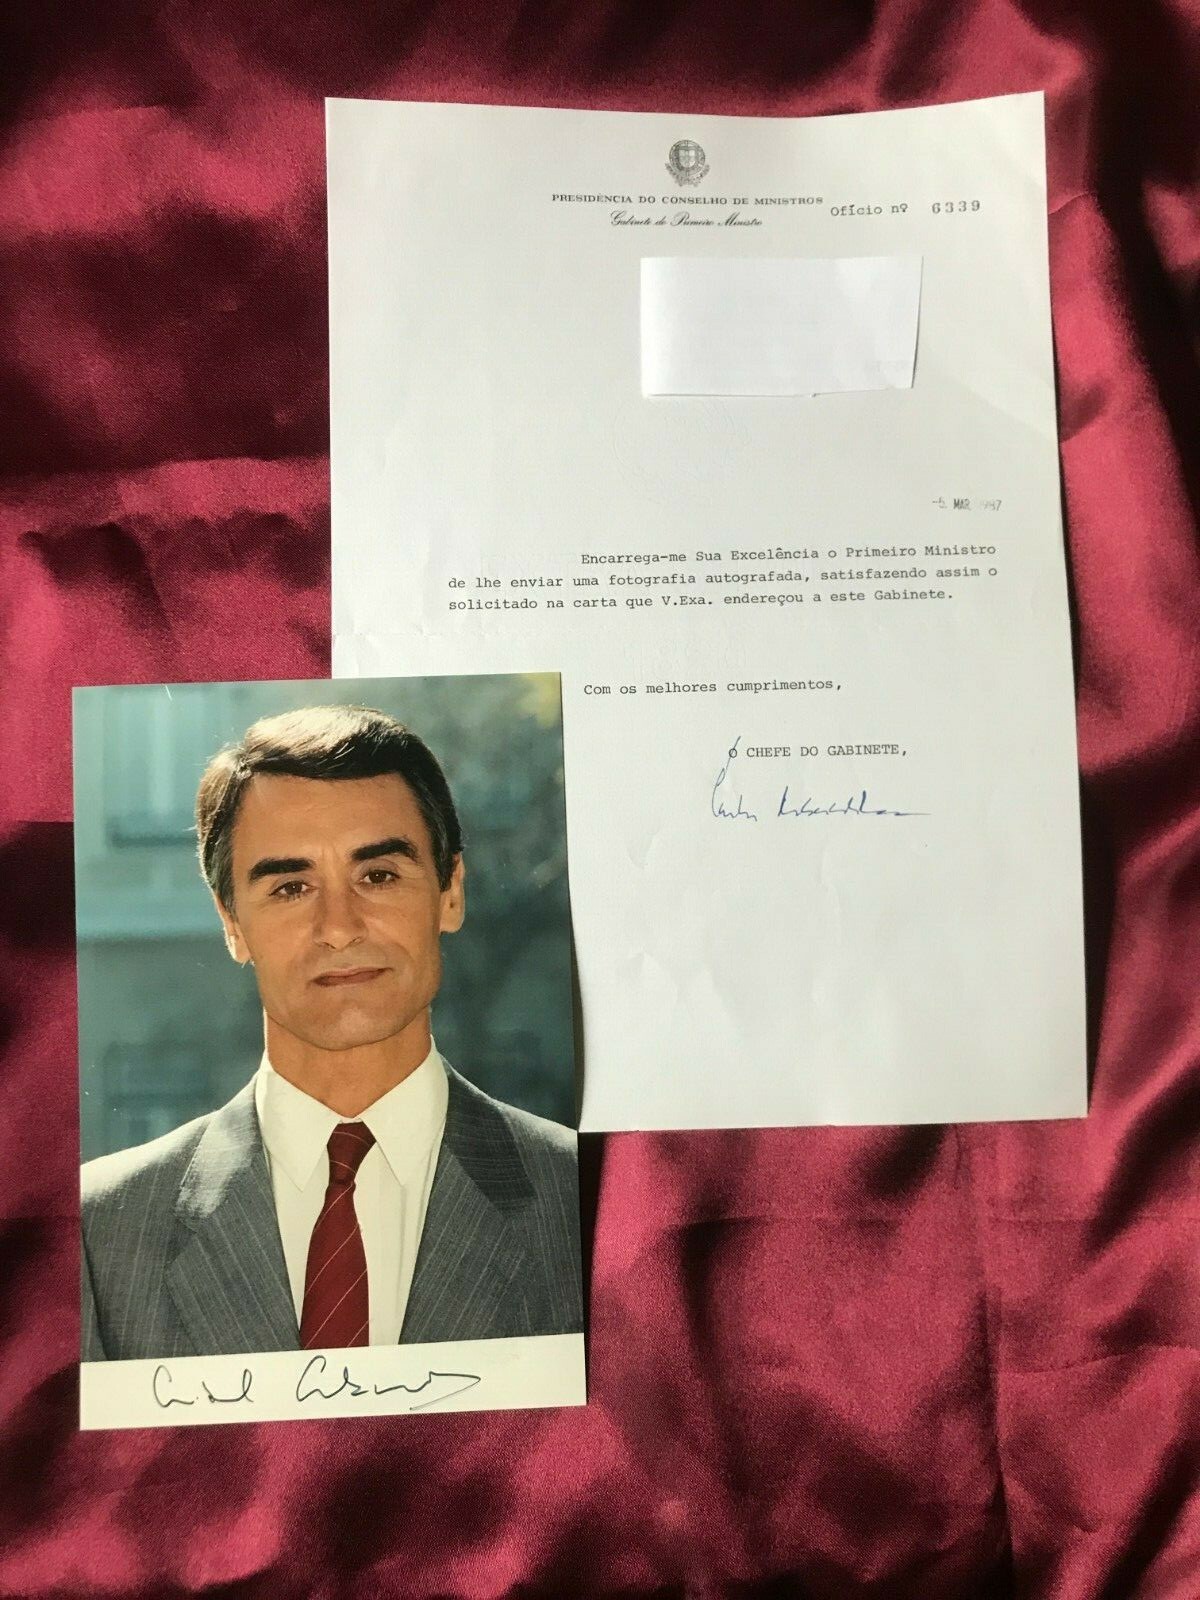 PRESIDÊNCIA DO CONSELHO DE MINISTROS
Gabinete do Primeiro Ministro
Ofício nº 6339
-5. MAR 1987
Encarrega-me Sua Excelência o Primeiro Ministro
de lhe enviar uma fotografia autografada, satisfazendo assim o
solicitado na carta que V.Exa. endereçou a este Gabinete.
Com os melhores cumprimentos,
O CHEFE DO GABINETE,